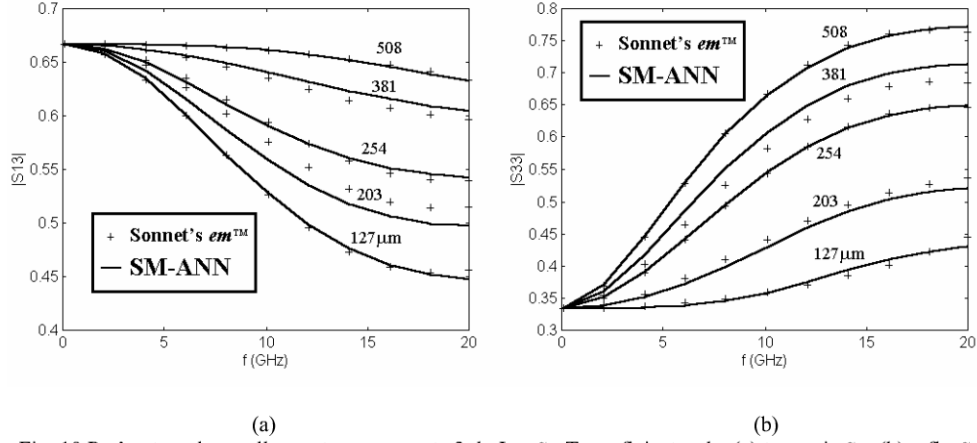 0.7
0.65
0.6
0.55
0.5
0.45
0.4
|S13|
508
381
254
203
127µm
+ Sonnet's em™
SM-ANN
0 5 10 15 20
f (GHz)
(a)
0.8
0.75
0.7
0.65
0.6
0.55
0.5
0.45
0.4
0.35
0.3
|S33|
+ Sonnet's em™
SM-ANN
508
381
254
203
127µm
0 5 10 15 20
f (GHz)
(b)